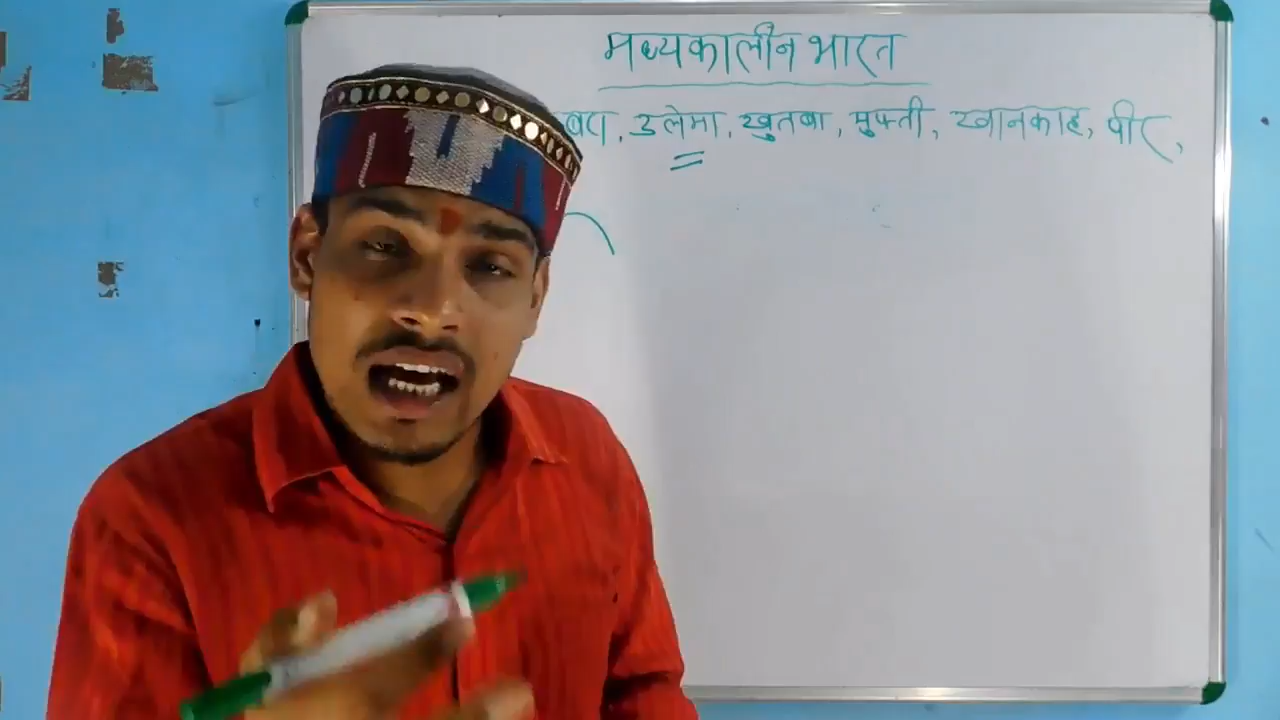 मध्यकालीन भारत
उलेमा, खुतबा, मुफ्ती, खानकाह, पीर,